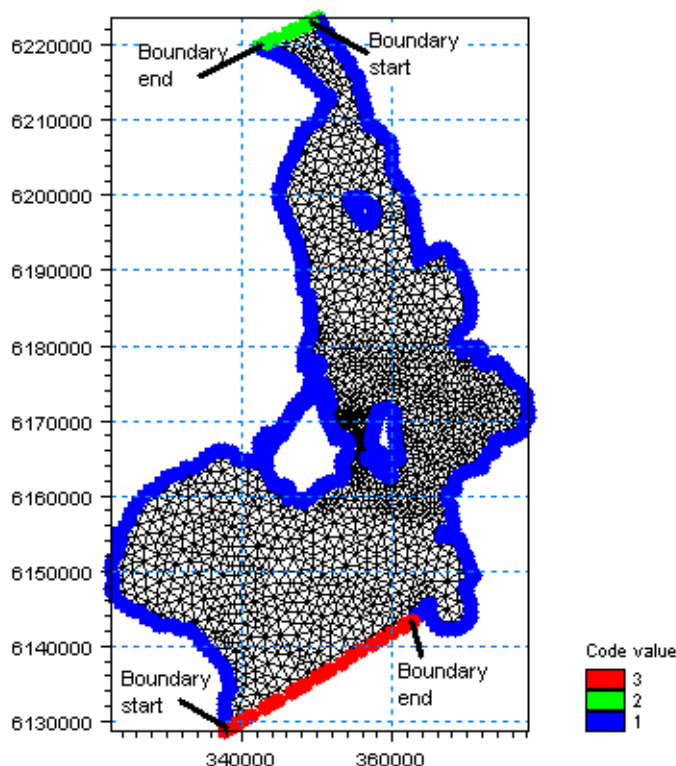 6220000
6210000
6200000
6190000
6180000
6170000
6160000
6150000
6140000
6130000
340000
360000
Boundary
end
Boundary
start
Boundary
start
Boundary
end
Code value
3
2
1